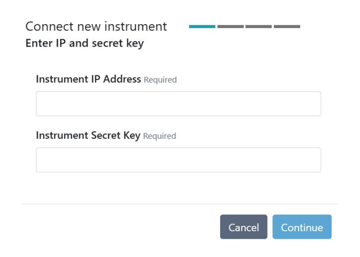 Connect new instrument
Enter IP and secret key
Instrument IP Address Required
Instrument Secret Key Required
Cancel Continue